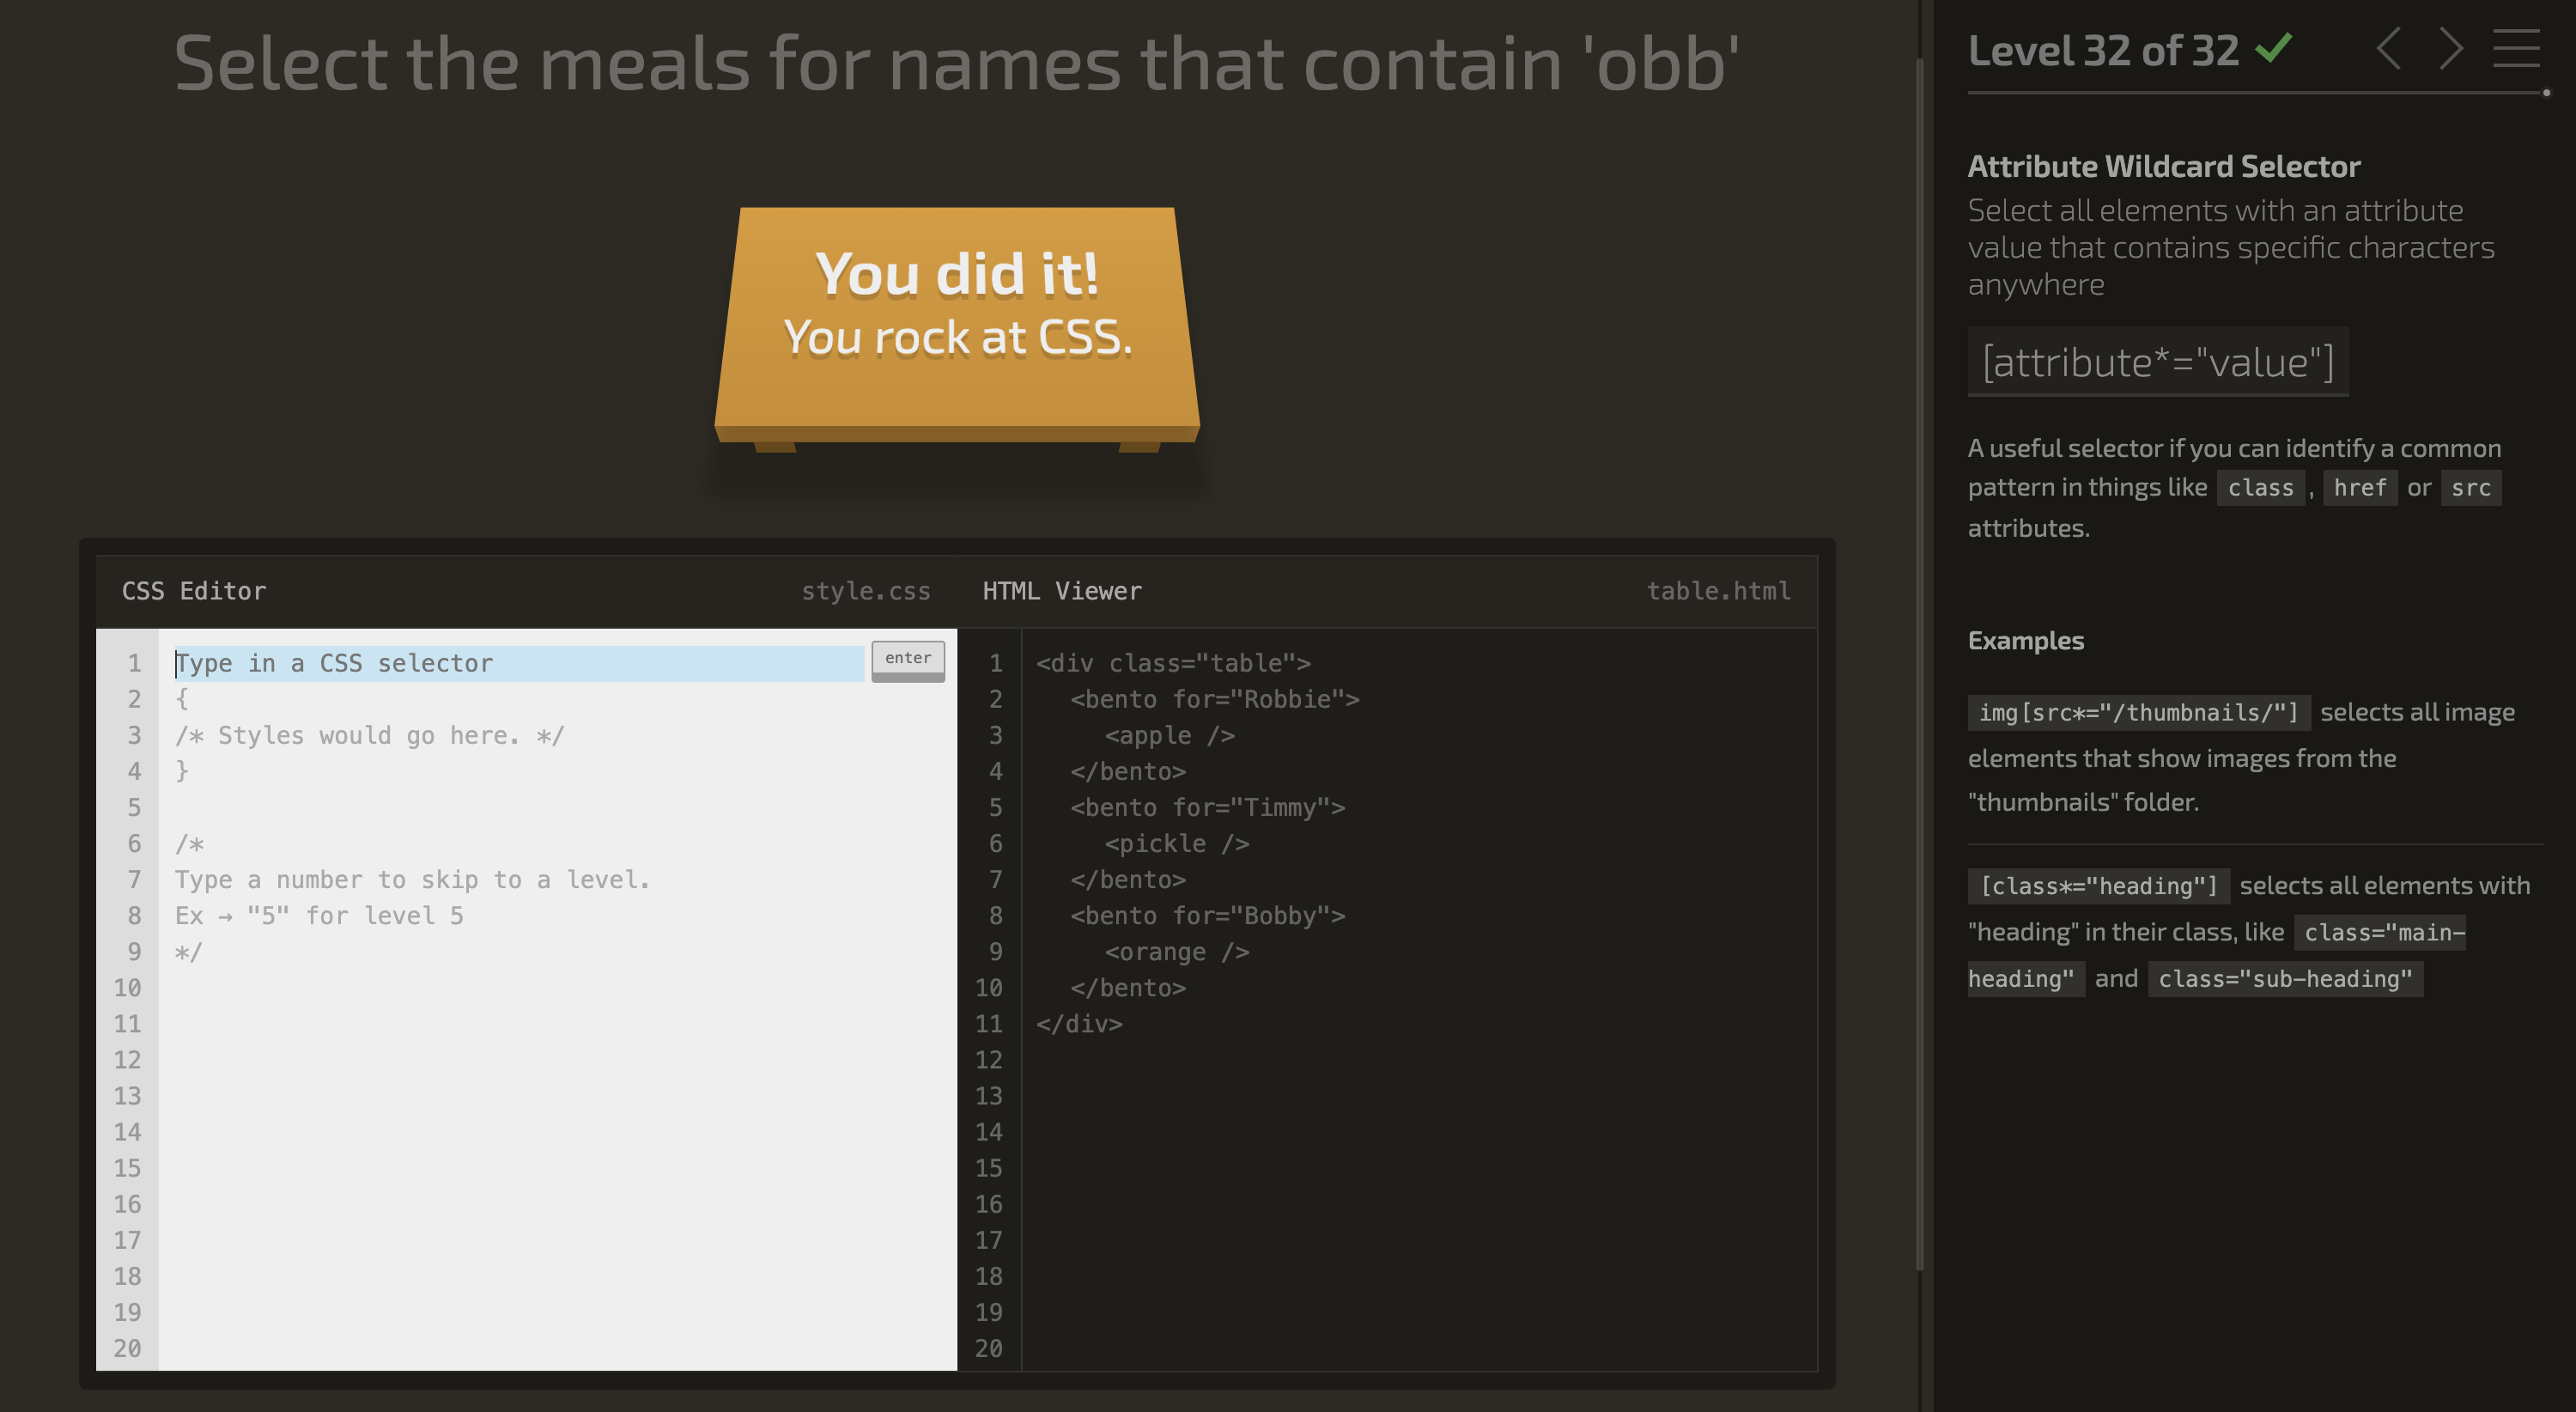 Select the meals for names that contain 'obb'
You did it!
You rock at CSS.
CSS Editor style.css
1 Type in a CSS selector enter
2 {
3 /* Styles would go here. */
4 }
5
6 /*
7 Type a number to skip to a level.
8 Ex → "5" for level 5
9 */
10
11
12
13
14
15
16
17
18
19
20
HTML Viewer table.html
1 <div class="table">
2 <bento for="Robbie">
3 <apple />
4 </bento>
5 <bento for="Timmy">
6 <pickle />
7 </bento>
8 <bento for="Bobby">
9 <orange />
10 </bento>
11 </div>
12
13
14
15
16
17
18
19
20
Level 32 of 32
Attribute Wildcard Selector
Select all elements with an attribute
value that contains specific characters
anywhere
[attribute*="value"]
A useful selector if you can identify a common
pattern in things like class , href or src
attributes.
Examples
img[src*="/thumbnails/"] selects all image
elements that show images from the
"thumbnails" folder.
[class*="heading"] selects all elements with
"heading" in their class, like class="main-
heading" and class="sub-heading"